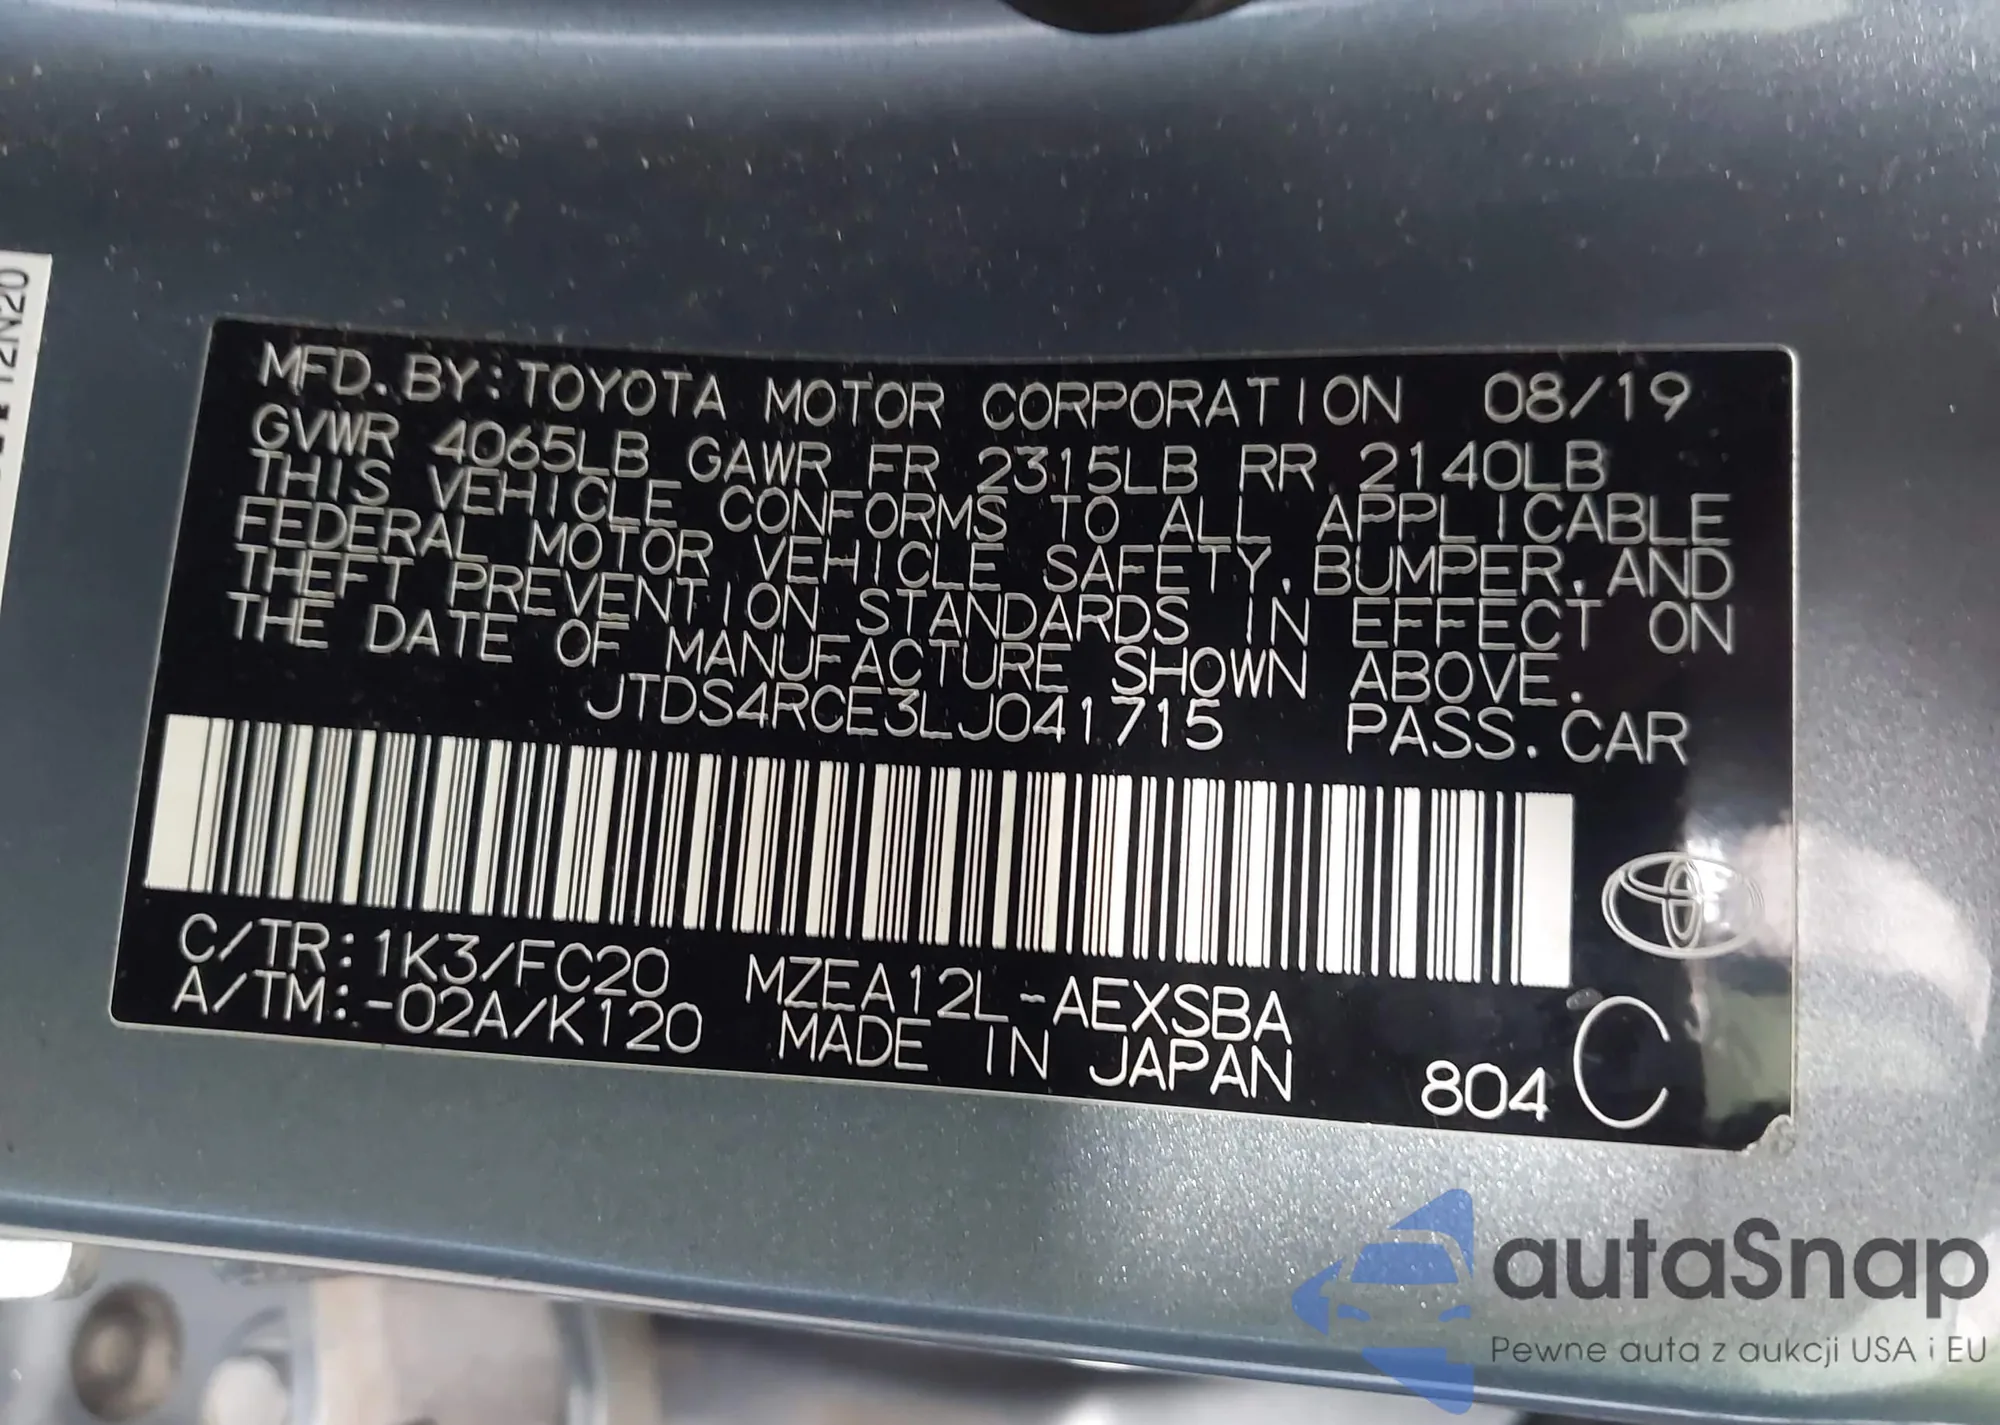 12N20
MFD.BY:TOYOTA MOTOR CORPORATION 08/19
GVWR 4065LB GAWR FR 2315LB RR 2140LB
THIS VEHICLE CONFORMS TO ALL APPLICABLE
FEDERAL MOTOR VEHICLE SAFETY,BUMPER,AND
THEFT PREVENTION STANDARDS IN EFFECT ON
THE DATE OF MANUFACTURE SHOWN ABOVE.
JTDS4RCE3LJ041715 PASS.CAR
C/TR:1K3/FC20 MZEA12L-AEXSBA
A/TM:-02A/K120 MADE IN JAPAN 804 C
autaSnap
Pewne auta z aukcji USA i EU